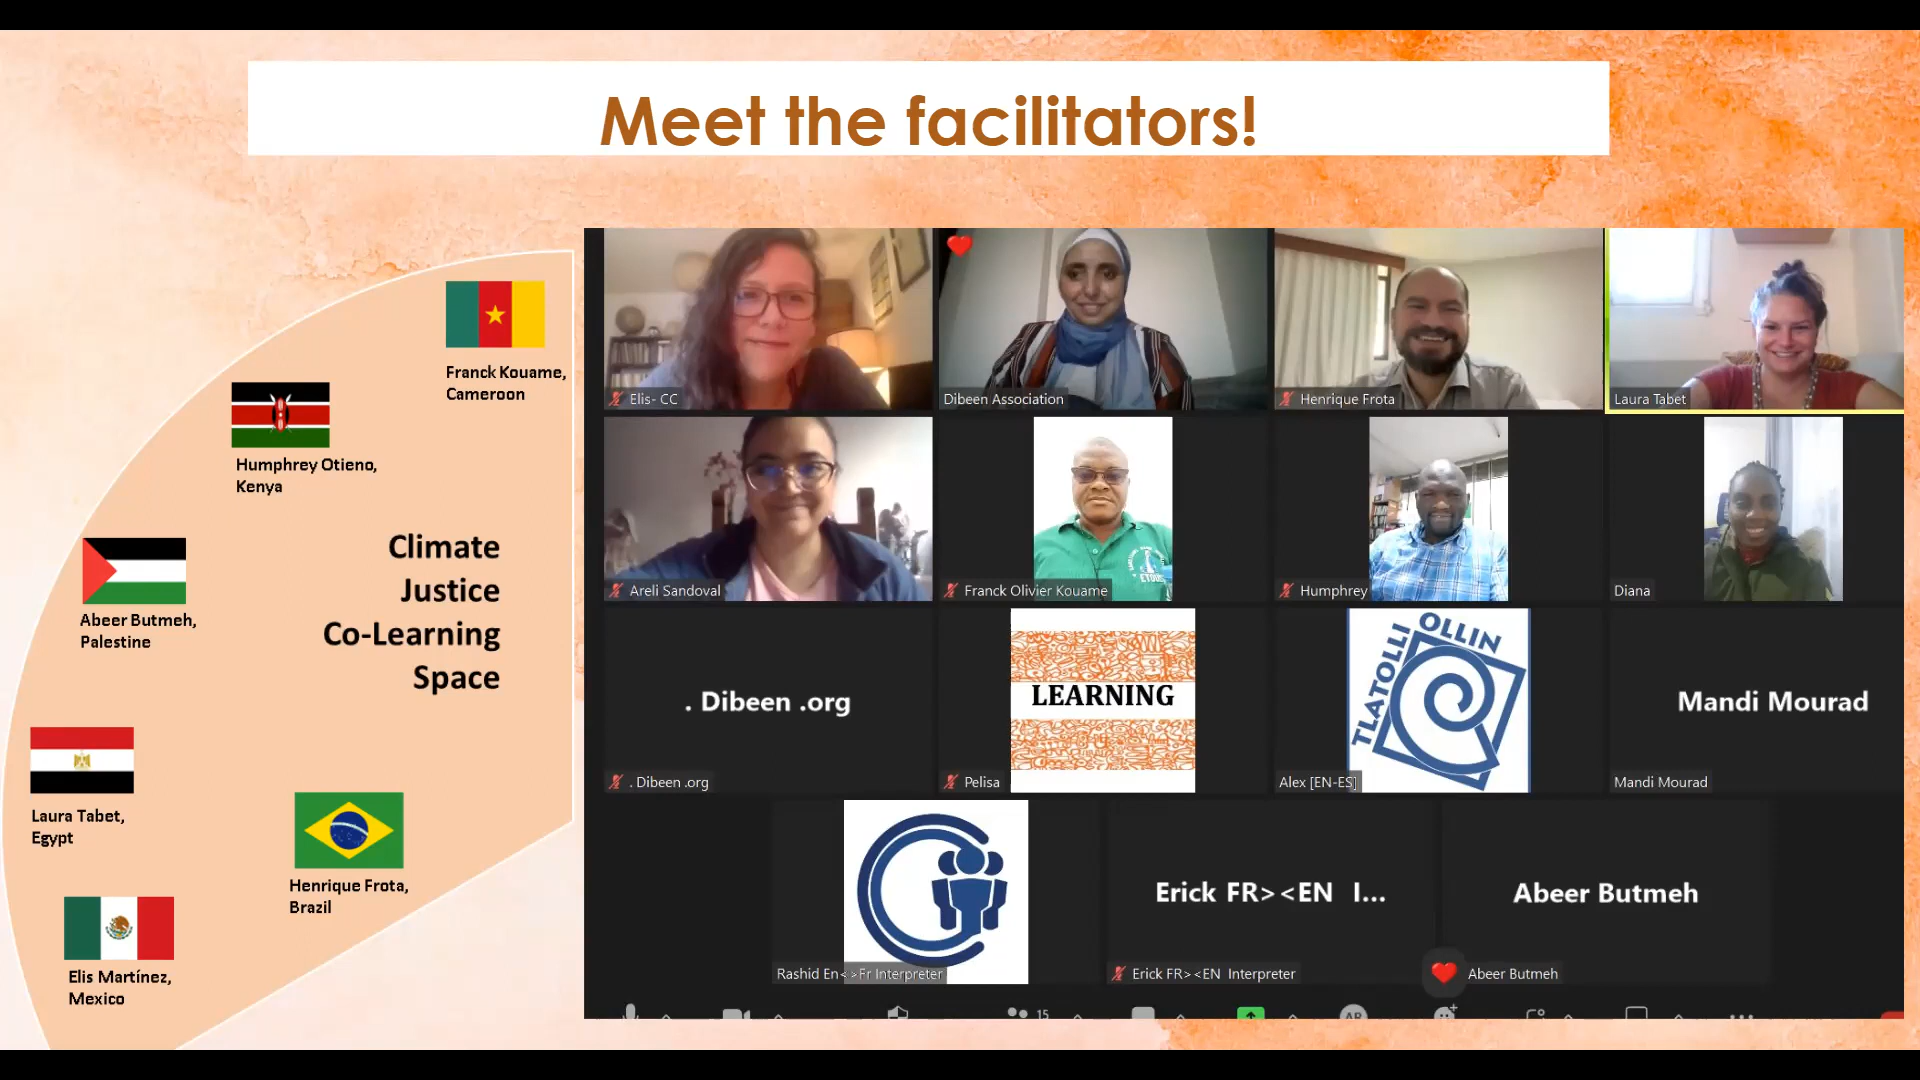 Meet the facilitators!
Franck Kouame,
Cameroon
Humphrey Otieno,
Kenya
Abeer Butmeh,
Palestine
Climate
Justice
Co-Learning
Space
Laura Tabet,
Egypt
Henrique Frota,
Brazil
Elis Martínez,
Mexico
Elis- CC
Dibeen Association
Henrique Frota
Laura Tabet
Areli Sandoval
Franck Olivier Kouame
Humphrey
Diana
. Dibeen .org
LEARNING
TLATOLLI
OLLIN
Mandi Mourad
. Dibeen .org
Pelisa
Alex [EN-ES]
Mandi Mourad
Erick FR><EN I...
Abeer Butmeh
Rashid En<>Fr Interpreter
Erick FR><EN Interpreter
Abeer Butmeh
15